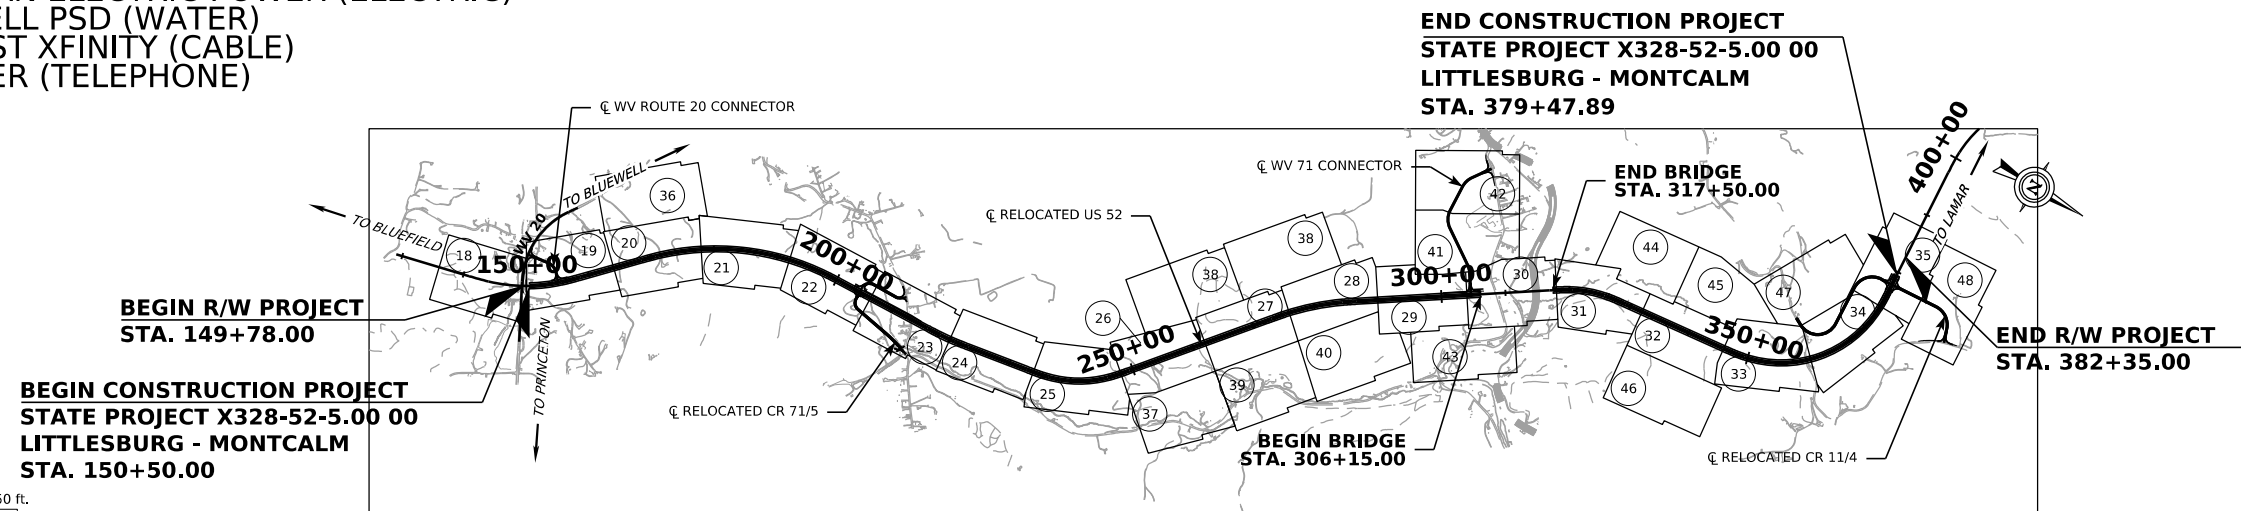 ELECTRIC POWER (ELECTRIC)
PSD (WATER)
XFINITY (CABLE)
(TELEPHONE)
END CONSTRUCTION PROJECT
STATE PROJECT X328-52-5.00 00
LITTLESBURG - MONTCALM
STA. 379+47.89
℄ WV ROUTE 20 CONNECTOR
400+00
℄ WV 71 CONNECTOR
END BRIDGE
STA. 317+50.00
TO BLUEWELL
36
42
N
TO LAMAR
℄ RELOCATED US 52
TO BLUEFIELD
WV 20
18
19
20
150+00
21
22
200+00
38
38
41
44
35
48
28
300+00
30
45
47
27
26
29
31
34
BEGIN R/W PROJECT
STA. 149+78.00
TO PRINCETON
23
24
25
250+00
40
43
32
350+00
33
END R/W PROJECT
STA. 382+35.00
BEGIN CONSTRUCTION PROJECT
STATE PROJECT X328-52-5.00 00
LITTLESBURG - MONTCALM
STA. 150+50.00
℄ RELOCATED CR 71/5
37
39
46
BEGIN BRIDGE
STA. 306+15.00
℄ RELOCATED CR 11/4
ft.